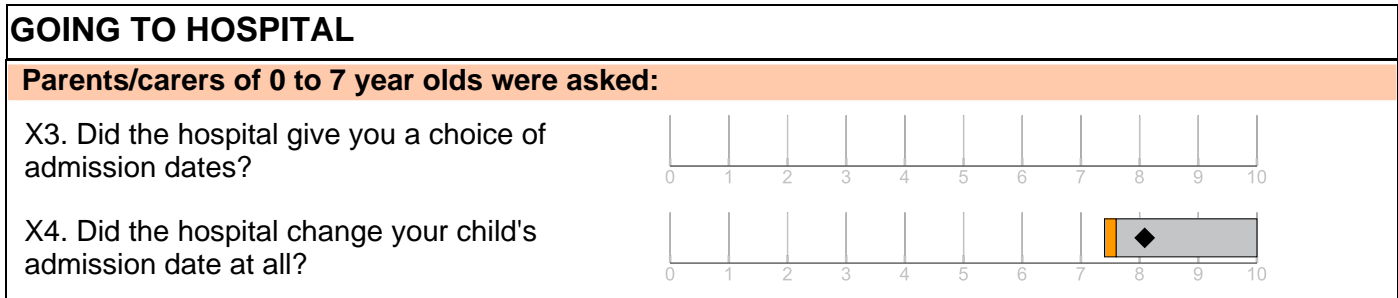 GOING TO HOSPITAL
Parents/carers of 0 to 7 year olds were asked:
X3. Did the hospital give you a choice of
admission dates?
0 1 2 3 4 5 6 7 8 9 10
X4. Did the hospital change your child's
admission date at all?
0 1 2 3 4 5 6 7 8 9 10